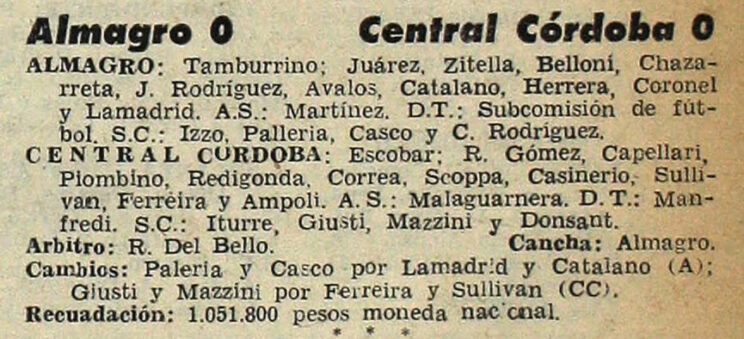 Almagro 0 Central Córdoba 0
ALMAGRO: Tamburrino; Juárez, Zitella, Belloni, Chaza-
rreta, J. Rodríguez, Avalos, Catalano, Herrera, Coronel
y Lamadrid. A.S.: Martínez. D.T.: Subcomisión de fút-
bol. S.C.: Izzo, Palleria, Casco y C. Rodríguez.
CENTRAL CORDOBA: Escobar; R. Gómez, Capellari,
Piombino, Redigonda, Correa, Scoppa, Casinerio, Sulli-
van, Ferreira y Ampoli. A. S.: Malaguarnera. D. T.: Man-
fredi. S.C.: Iturre, Giusti, Mazzini y Donsant.
Arbitro: R. Del Bello. Cancha: Almagro.
Cambios: Paleria y Casco por Lamadrid y Catalano (A);
Giusti y Mazzini por Ferreira y Sullivan (CC).
Recuadación: 1.051.800 pesos moneda nac onal.
* * *